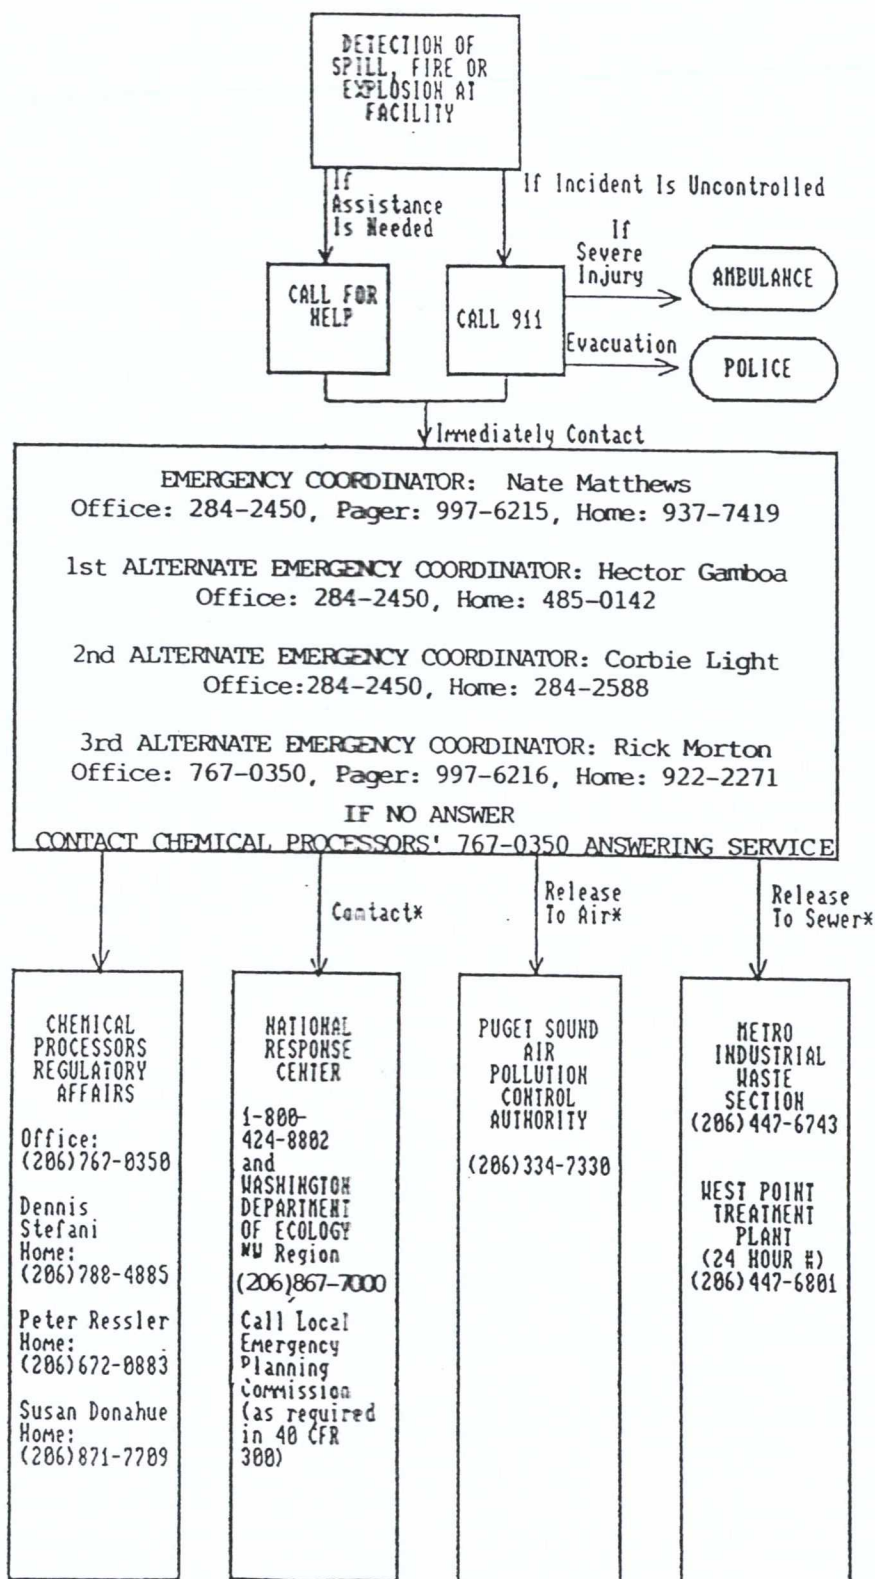 DETECTION OF
SPILL, FIRE OR
EXPLOSION AT
FACILITY
If
Assistance
Is Needed
If Incident Is Uncontrolled
If
Severe
Injury
AMBULANCE
CALL FOR
HELP
CALL 911
Evacuation
POLICE
Immediately Contact
EMERGENCY COORDINATOR: Nate Matthews
Office: 284-2450, Pager: 997-6215, Home: 937-7419
1st ALTERNATE EMERGENCY COORDINATOR: Hector Gamboa
Office: 284-2450, Home: 485-0142
2nd ALTERNATE EMERGENCY COORDINATOR: Corbie Light
Office:284-2450, Home: 284-2588
3rd ALTERNATE EMERGENCY COORDINATOR: Rick Morton
Office: 767-0350, Pager: 997-6216, Home: 922-2271
IF NO ANSWER
CONTACT CHEMICAL PROCESSORS' 767-0350 ANSWERING SERVICE
Contact*
Release
To Air*
Release
To Sewer*
CHEMICAL
PROCESSORS
REGULATORY
AFFAIRS
Office:
(206)767-0350
Dennis
Stefani
Home:
(206)788-4885
Peter Ressler
Home:
(206)672-0883
Susan Donahue
Home:
(206)871-7709
NATIONAL
RESPONSE
CENTER
1-800-
424-8802
and
WASHINGTON
DEPARTMENT
OF ECOLOGY
NW Region
(206)867-7000
Call Local
Emergency
Planning
Commission
(as required
in 40 CFR
300)
PUGET SOUND
AIR
POLLUTION
CONTROL
AUTHORITY
(206)334-7330
METRO
INDUSTRIAL
WASTE
SECTION
(206)447-6743
WEST POINT
TREATMENT
PLANT
(24 HOUR #)
(206)447-6801